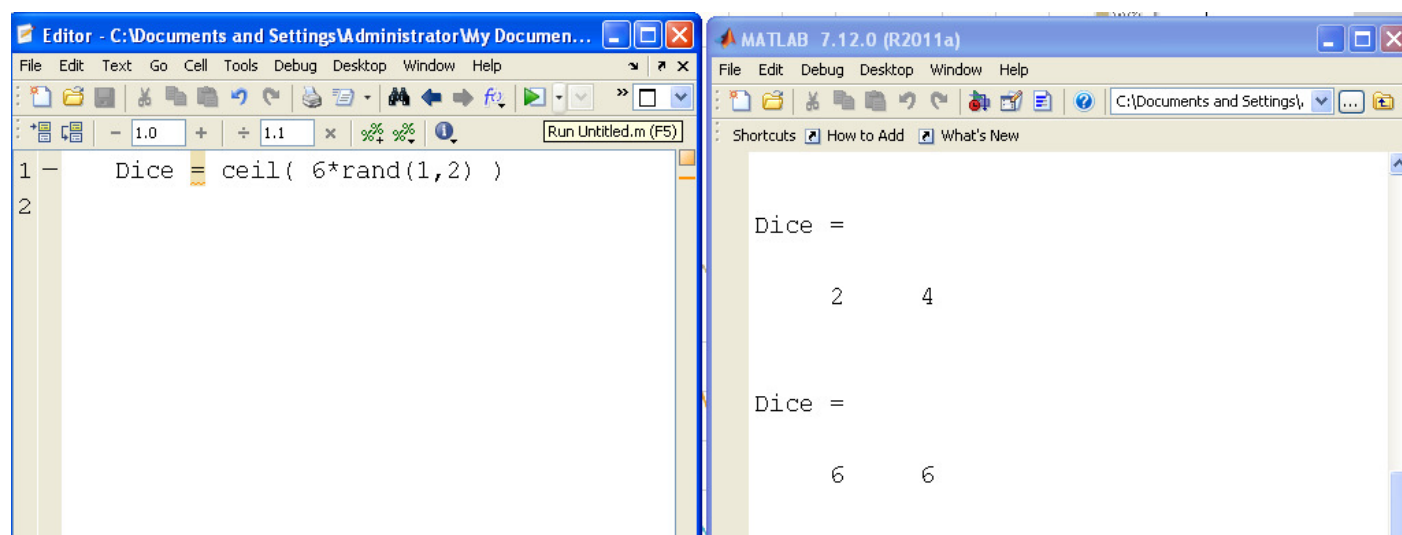 Editor - C:\Documents and Settings\Administrator\My Documen...
File Edit Text Go Cell Tools Debug Desktop Window Help
- 1.0 + ÷ 1.1 × Run Untitled.m (F5)
1 - Dice = ceil( 6*rand(1,2) )
2
MATLAB 7.12.0 (R2011a)
File Edit Debug Desktop Window Help
C:\Documents and Settings\
Shortcuts How to Add What's New
Dice =
2 4
Dice =
6 6